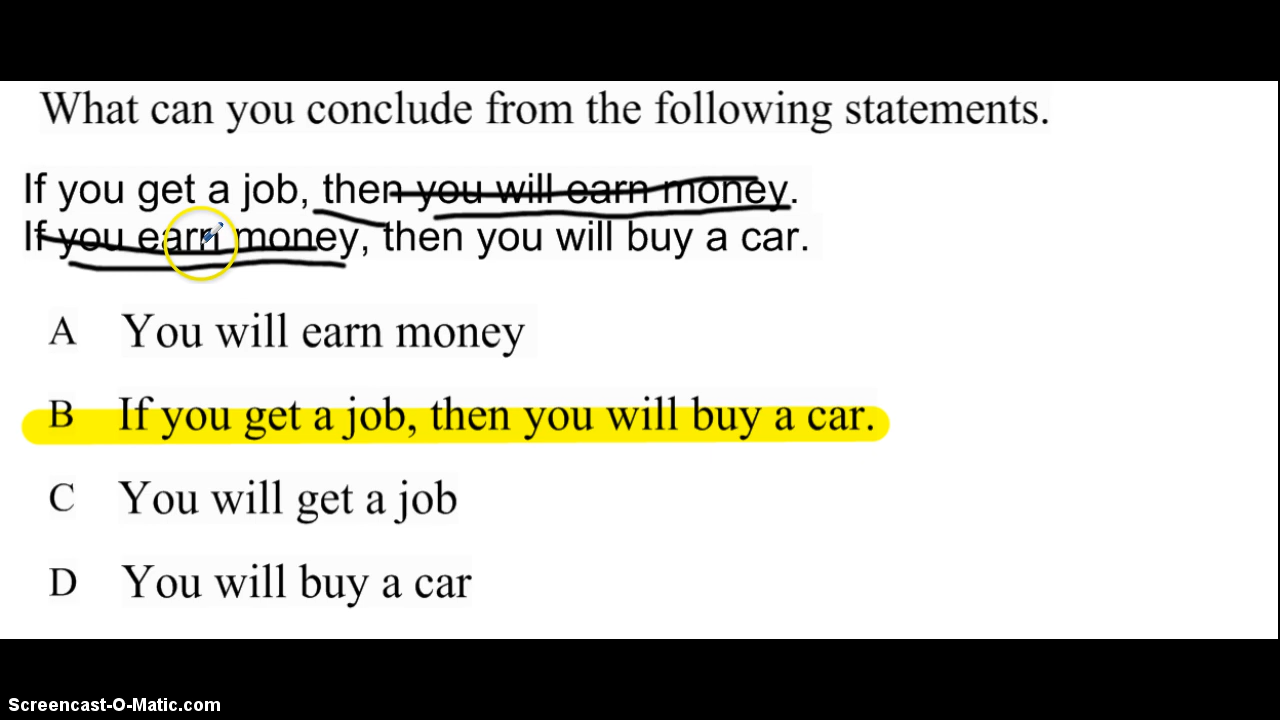 What can you conclude from the following statements.
If you get a job, then you will earn money.
If you earn money, then you will buy a car.
A You will earn money
B If you get a job, then you will buy a car.
C You will get a job
D You will buy a car
Screencast-O-Matic.com